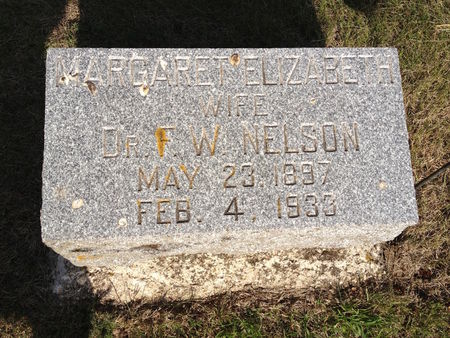 MARGARET ELIZABETH
WIFE
DR. F. W. NELSON
MAY 23, 1897
FEB. 4, 1933